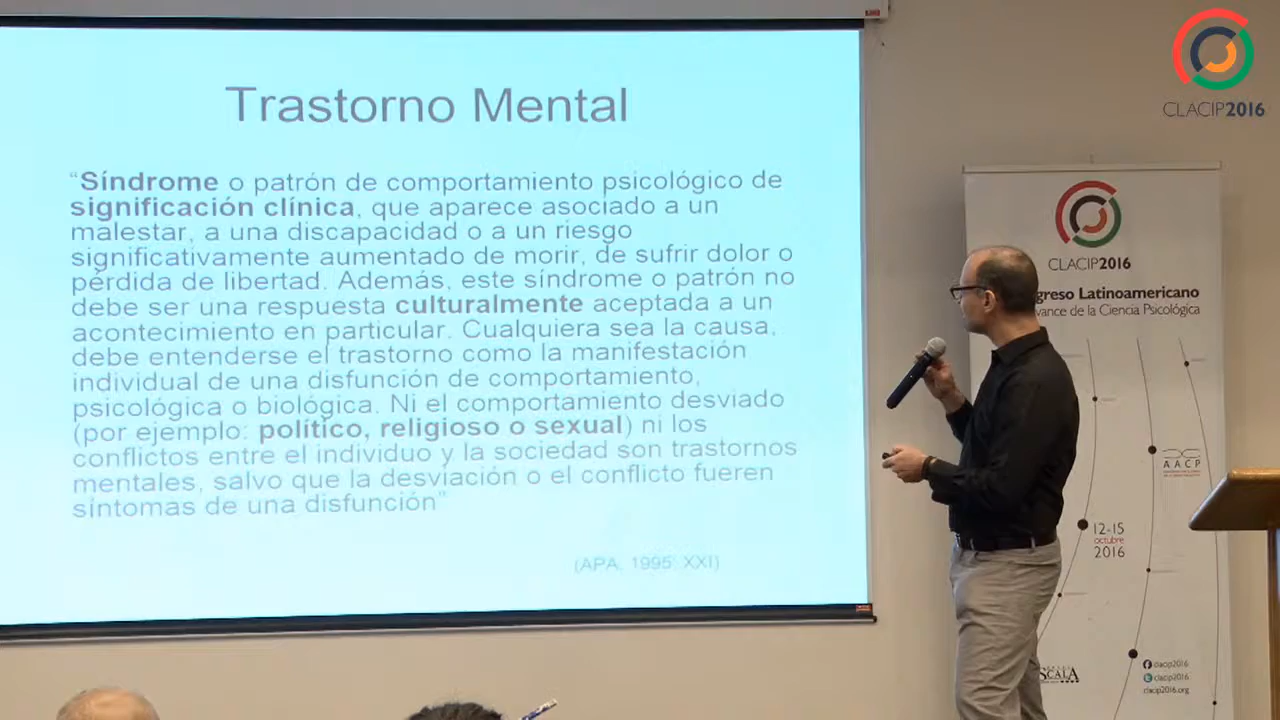 Trastorno Mental
“Síndrome o patrón de comportamiento psicológico de
significación clínica, que aparece asociado a un
malestar, a una discapacidad o a un riesgo
significativamente aumentado de morir, de sufrir dolor o
pérdida de libertad. Además, este síndrome o patrón no
debe ser una respuesta culturalmente aceptada a un
acontecimiento en particular. Cualquiera sea la causa,
debe entenderse el trastorno como la manifestación
individual de una disfunción de comportamiento,
psicológica o biológica. Ni el comportamiento desviado
(por ejemplo: político, religioso o sexual) ni los
conflictos entre el individuo y la sociedad son trastornos
mentales, salvo que la desviación o el conflicto fueren
síntomas de una disfunción”
(APA, 1995: XXI)
CLACIP2016
CLACIP2016
greso Latinoamericano
vance de la Ciencia Psicológica
AACP
12-15
octubre
2016
SCALA
clacip2016
clacip2016
clacip2016.org